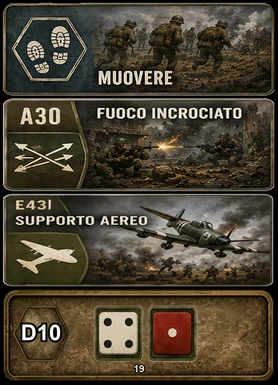 MUOVERE
A30
FUOCO INCROCIATO
E43I
SUPPORTO AEREO
D10
19